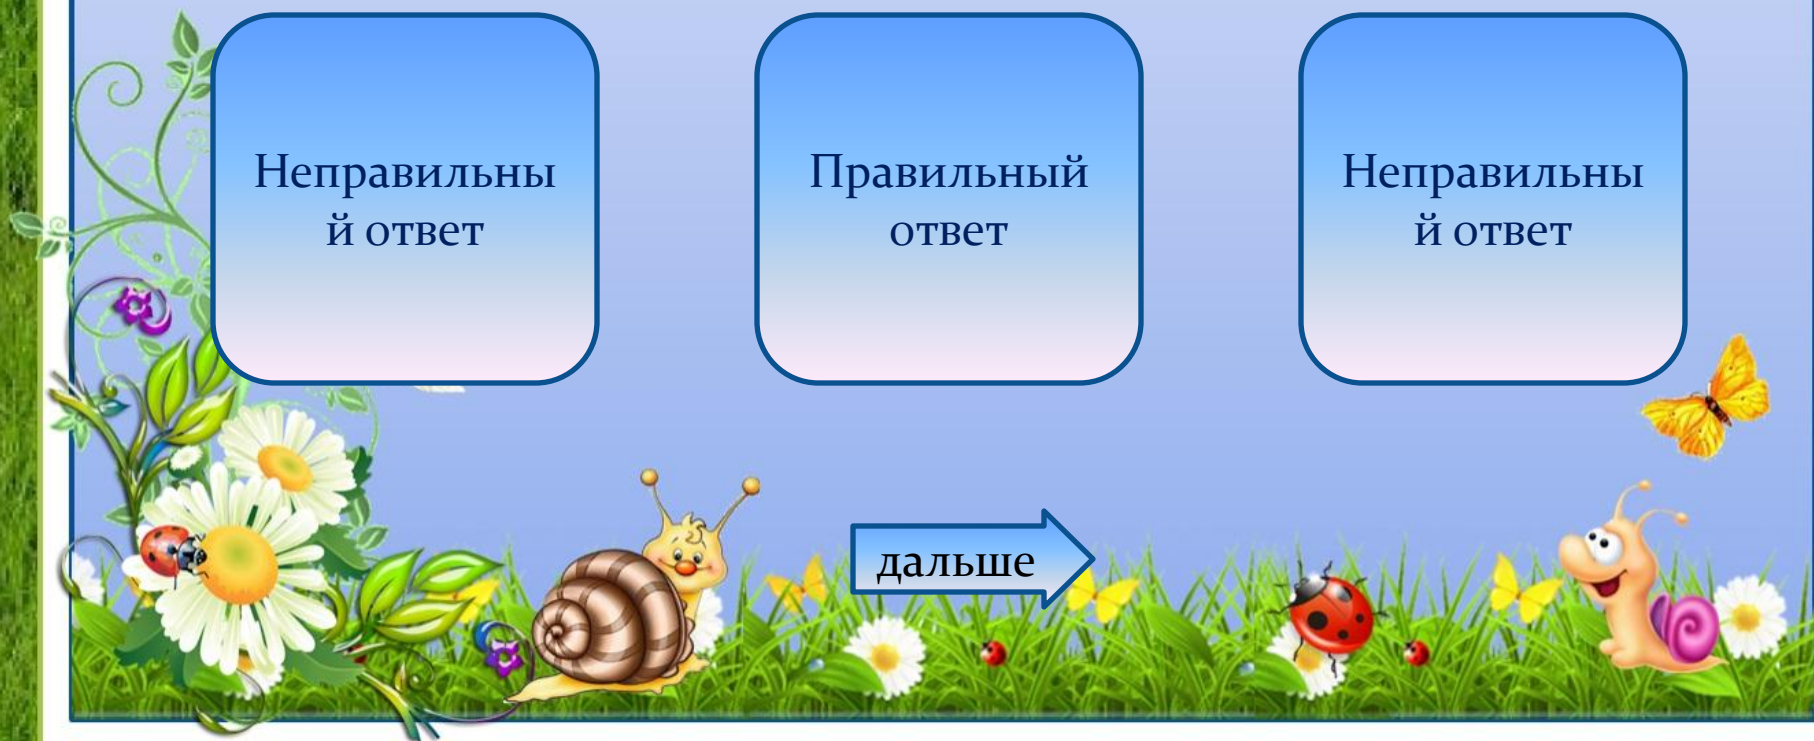 Неправильны
й ответ
Правильный
ответ
Неправильны
й ответ
дальше